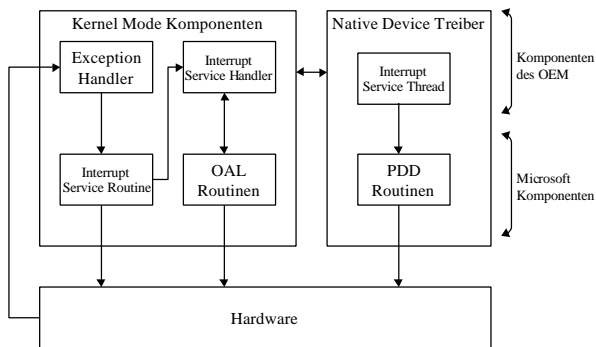 Kernel Mode Komponenten
Exception
Handler
Interrupt
Service Handler
Interrupt
Service Routine
OAL
Routinen
Native Device Treiber
Interrupt
Service Thread
PDD
Routinen
Komponenten
des OEM
Microsoft
Komponenten
Hardware